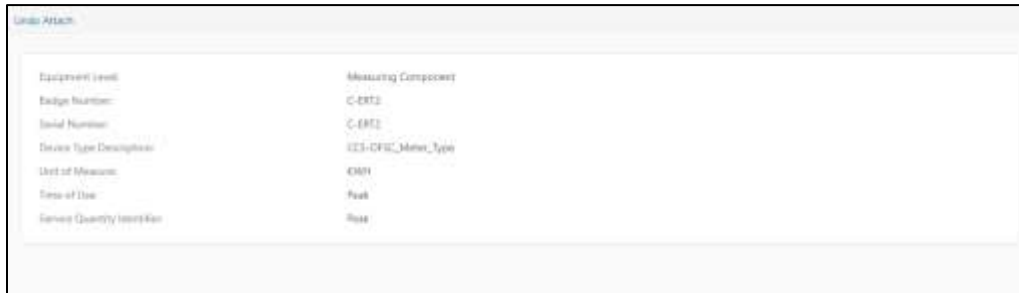 Undo Attach
Equipment Level: Measuring Component
Badge Number: C-ERT2
Serial Number: C-ERT2
Device Type Description: CCS-OFSC_Meter_Type
Unit of Measure: KWH
Time of Use: Peak
Service Quantity Identifier: Peak